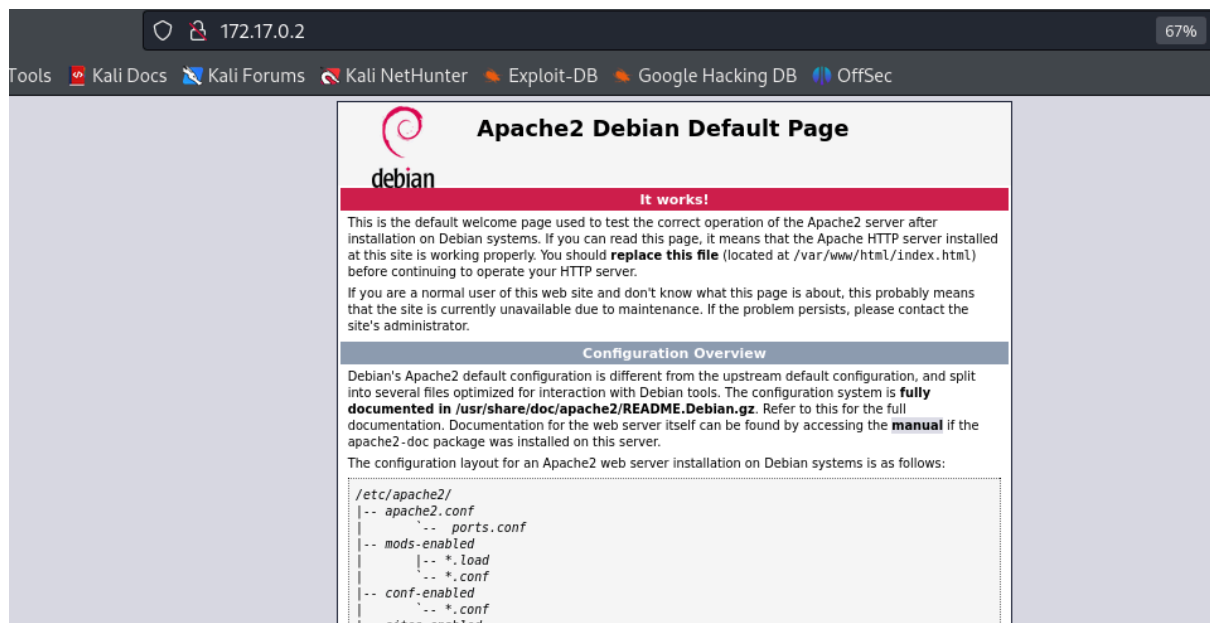 172.17.0.2
67%
Tools Kali Docs Kali Forums Kali NetHunter Exploit-DB Google Hacking DB OffSec
debian
Apache2 Debian Default Page
It works!
This is the default welcome page used to test the correct operation of the Apache2 server after
installation on Debian systems. If you can read this page, it means that the Apache HTTP server installed
at this site is working properly. You should replace this file (located at /var/www/html/index.html)
before continuing to operate your HTTP server.
If you are a normal user of this web site and don't know what this page is about, this probably means
that the site is currently unavailable due to maintenance. If the problem persists, please contact the
site's administrator.
Configuration Overview
Debian's Apache2 default configuration is different from the upstream default configuration, and split
into several files optimized for interaction with Debian tools. The configuration system is fully
documented in /usr/share/doc/apache2/README.Debian.gz. Refer to this for the full
documentation. Documentation for the web server itself can be found by accessing the manual if the
apache2-doc package was installed on this server.
The configuration layout for an Apache2 web server installation on Debian systems is as follows:
/etc/apache2/
|-- apache2.conf
|       `--  ports.conf
|-- mods-enabled
|       |-- *.load
|       `-- *.conf
|-- conf-enabled
|       `-- *.conf